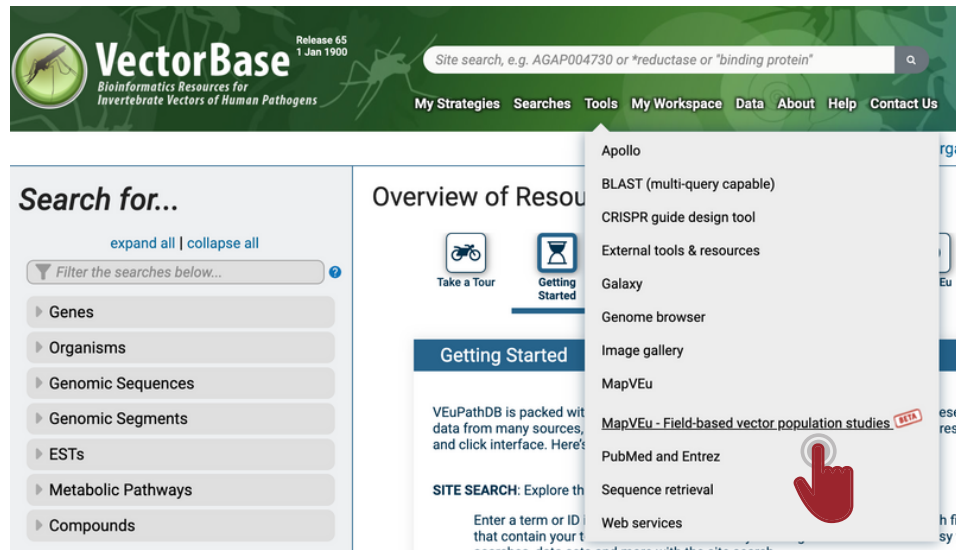 VectorBase
Release 65
1 Jan 1900
Bioinformatics Resources for
Invertebrate Vectors of Human Pathogens
Site search, e.g. AGAP004730 or *reductase or "binding protein"
My Strategies Searches Tools My Workspace Data About Help Contact Us
Search for...
expand all | collapse all
Filter the searches below...
Genes
Organisms
Genomic Sequences
Genomic Segments
ESTs
Metabolic Pathways
Compounds
Overview of
Take a Tour
Getting
Started
Getting Started
VEuPathDB is packed
data from many sources,
and click interface.
SITE SEARCH: Explore
Enter a term or ID
that contain your
Apollo
BLAST (multi-query capable)
CRISPR guide design tool
External tools & resources
Galaxy
Genome browser
Image gallery
MapVEu
MapVEu - Field-based vector population studies BETA
PubMed and Entrez
Sequence retrieval
Web services